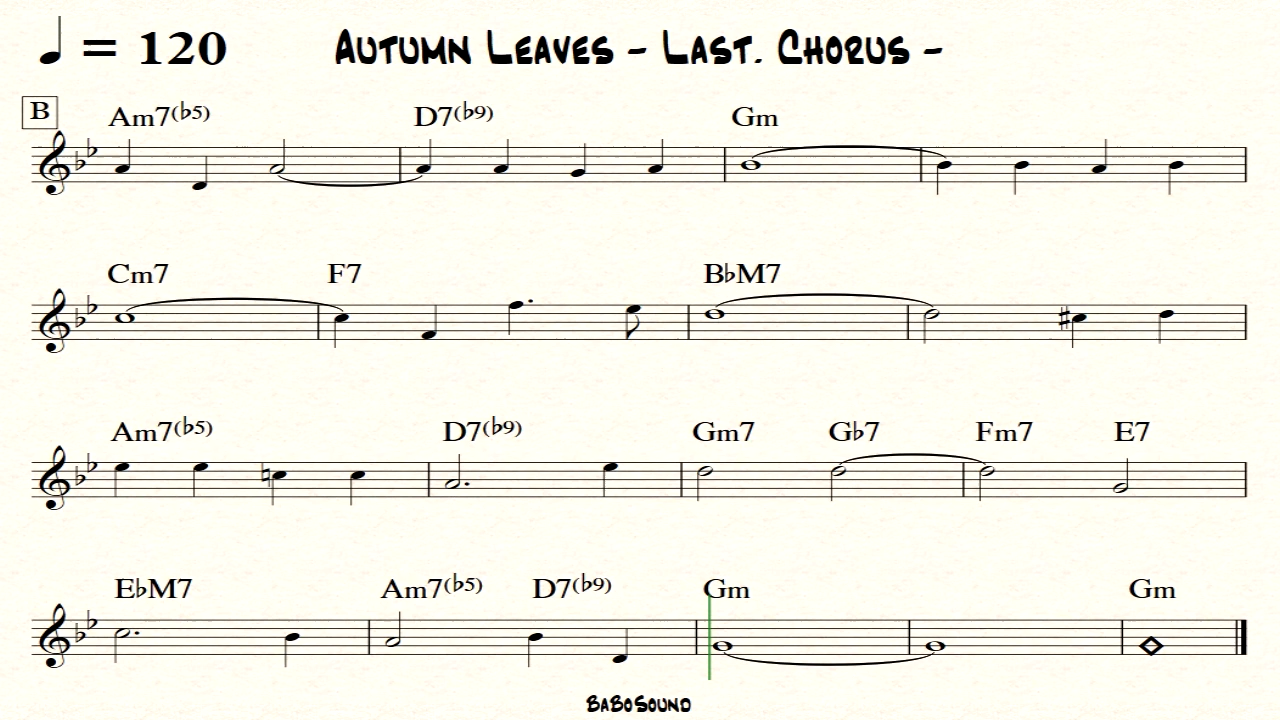 ♩ = 120 AUTUMN LEAVES - LAST. CHORUS -
B
Am7(♭5) D7(♭9) Gm
Cm7 F7 B♭M7
Am7(♭5) D7(♭9) Gm7 G♭7 Fm7 E7
E♭M7 Am7(♭5) D7(♭9) Gm Gm
BABOSOUND